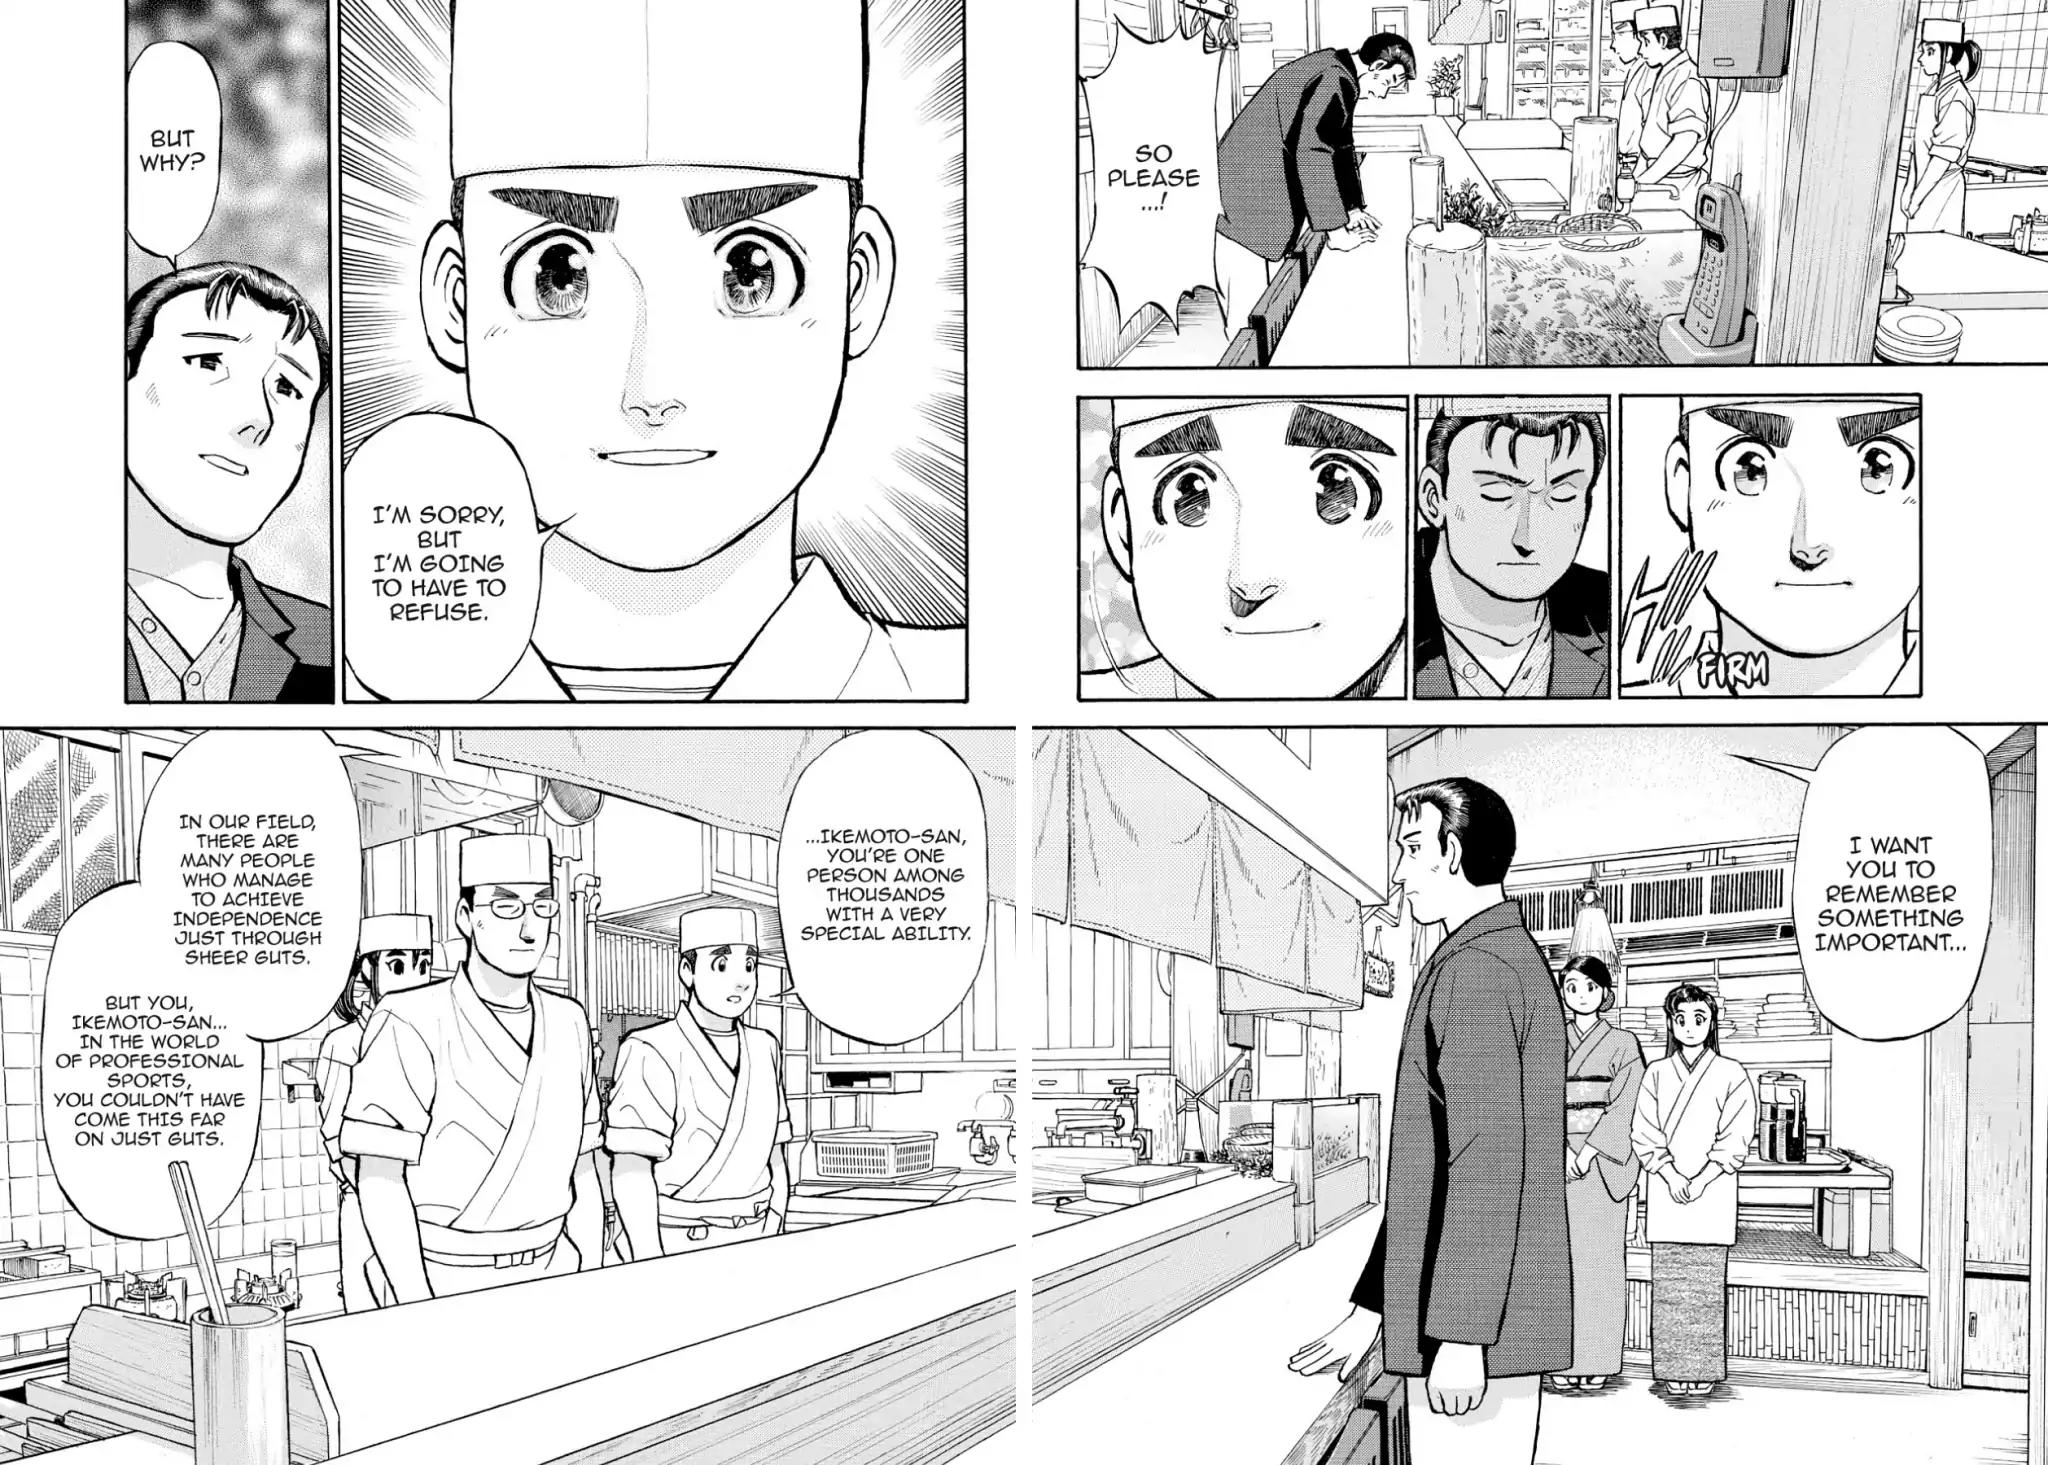 SO
PLEASE
...!
FIRM
I'M SORRY,
BUT
I'M GOING
TO HAVE TO
REFUSE.
BUT
WHY?
I WANT
YOU TO
REMEMBER
SOMETHING
IMPORTANT...
...IKEMOTO-SAN,
YOU'RE ONE
PERSON AMONG
THOUSANDS
WITH A VERY
SPECIAL ABILITY.
IN OUR FIELD,
THERE ARE
MANY PEOPLE
WHO MANAGE
TO ACHIEVE
INDEPENDENCE
JUST THROUGH
SHEER GUTS.
BUT YOU,
IKEMOTO-SAN...
IN THE WORLD
OF PROFESSIONAL
SPORTS,
YOU COULDN'T HAVE
COME THIS FAR
ON JUST GUTS.